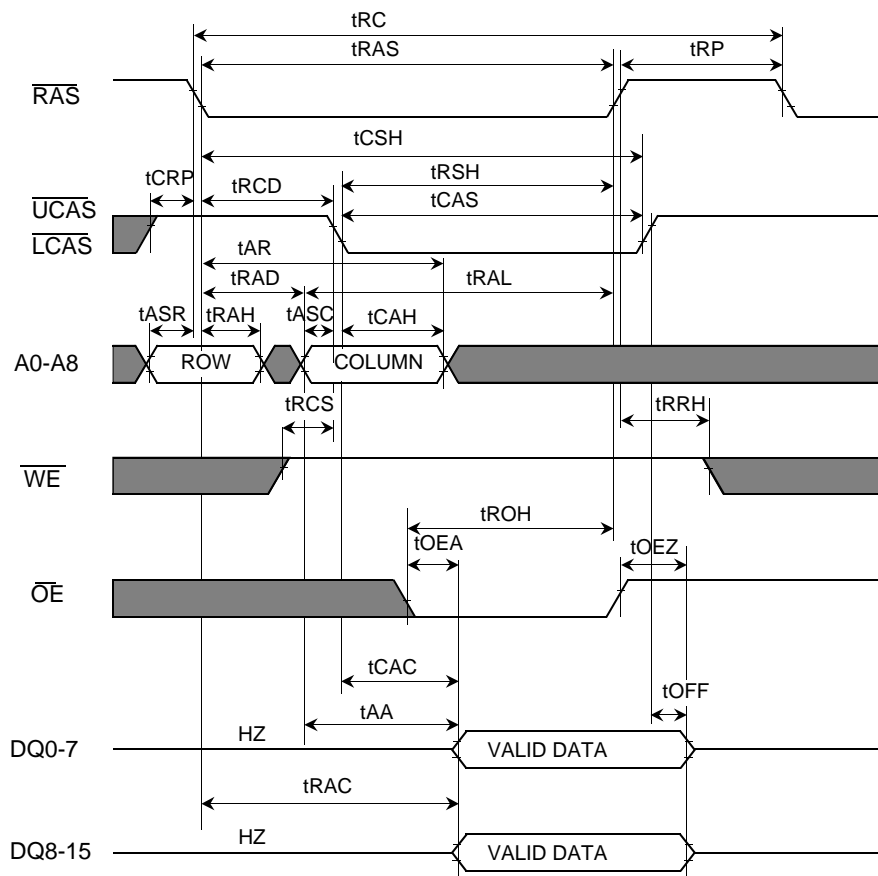 tRC
tRAS
tRP
RAS
tCSH
tRSH
tCRP
tRCD
tCAS
UCAS
LCAS
tAR
tRAD
tRAL
tASR
tRAH
tASC
tCAH
A0-A8
ROW
COLUMN
tRCS
tRRH
WE
tROH
tOEA
tOEZ
OE
tCAC
tOFF
tAA
DQ0-7
HZ
VALID DATA
tRAC
DQ8-15
HZ
VALID DATA